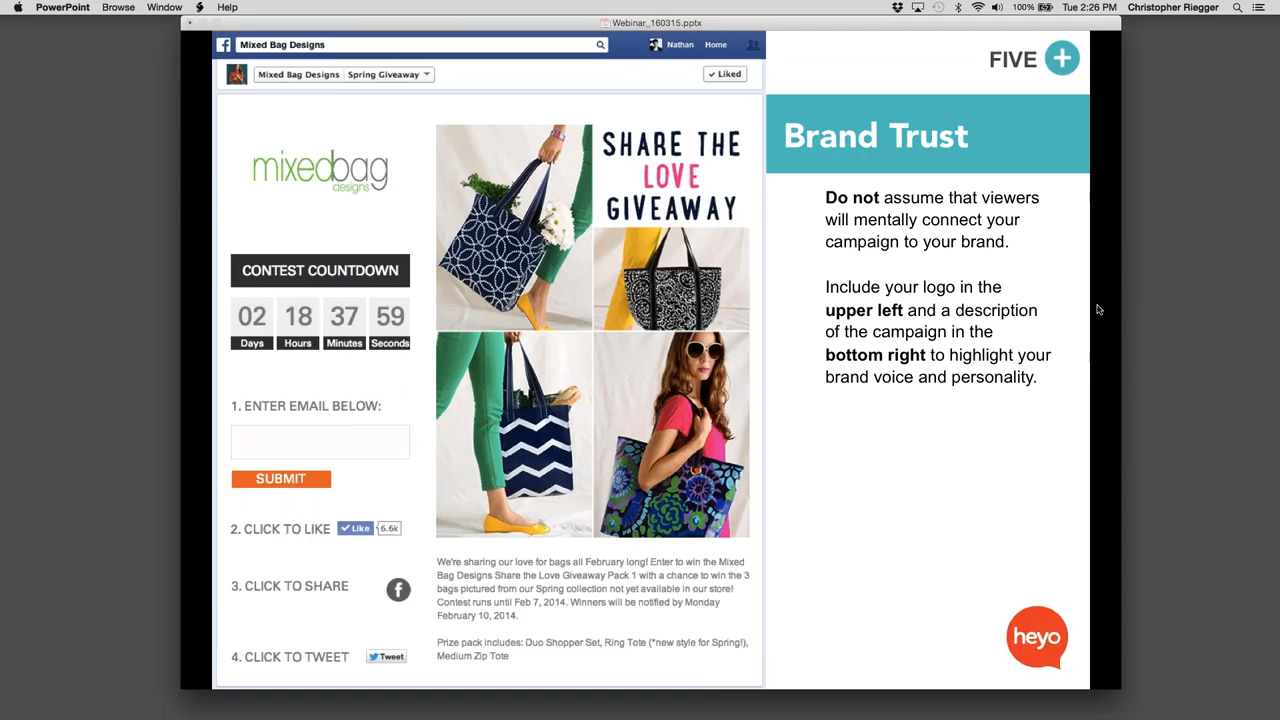 PowerPoint Browse Window Help
100% Tue 2:26 PM Christopher Riegger
Webinar_160315.pptx
Mixed Bag Designs
Nathan Home
Mixed Bag Designs Spring Giveaway
Liked
mixedbag
designs
CONTEST COUNTDOWN
02 18 37 59
Days Hours Minutes Seconds
1. ENTER EMAIL BELOW:
SUBMIT
2. CLICK TO LIKE Like 6.6k
3. CLICK TO SHARE f
4. CLICK TO TWEET Tweet
SHARE THE
LOVE
GIVEAWAY
We're sharing our love for bags all February long! Enter to win the Mixed
Bag Designs Share the Love Giveaway Pack 1 with a chance to win the 3
bags pictured from our Spring collection not yet available in our store!
Contest runs until Feb 7, 2014. Winners will be notified by Monday
February 10, 2014.
Prize pack includes: Duo Shopper Set, Ring Tote (*new style for Spring!),
Medium Zip Tote
FIVE +
Brand Trust
Do not assume that viewers
will mentally connect your
campaign to your brand.
Include your logo in the
upper left and a description
of the campaign in the
bottom right to highlight your
brand voice and personality.
heyo